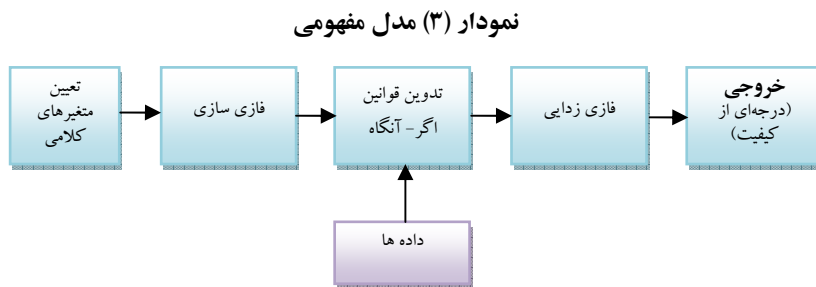 نمودار (۳) مدل مفهومی
تعیین
متغیرهای
کلامی
فازی سازی
تدوین قوانین
اگر- آنگاه
فازی زدایی
خروجی
(درجه‌ای از
کیفیت)
داده ها